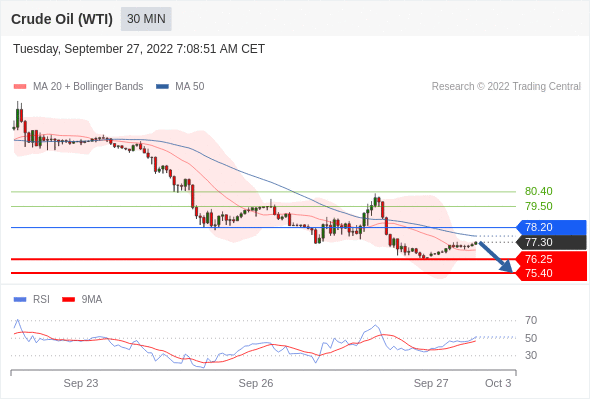 Crude Oil (WTI) 30 MIN
Tuesday, September 27, 2022 7:08:51 AM CET
MA 20 + Bollinger Bands MA 50 Research © 2022 Trading Central
80.40
79.50
78.20
77.30
76.25
75.40
RSI 9MA
70
50
30
Sep 23 Sep 26 Sep 27 Oct 3